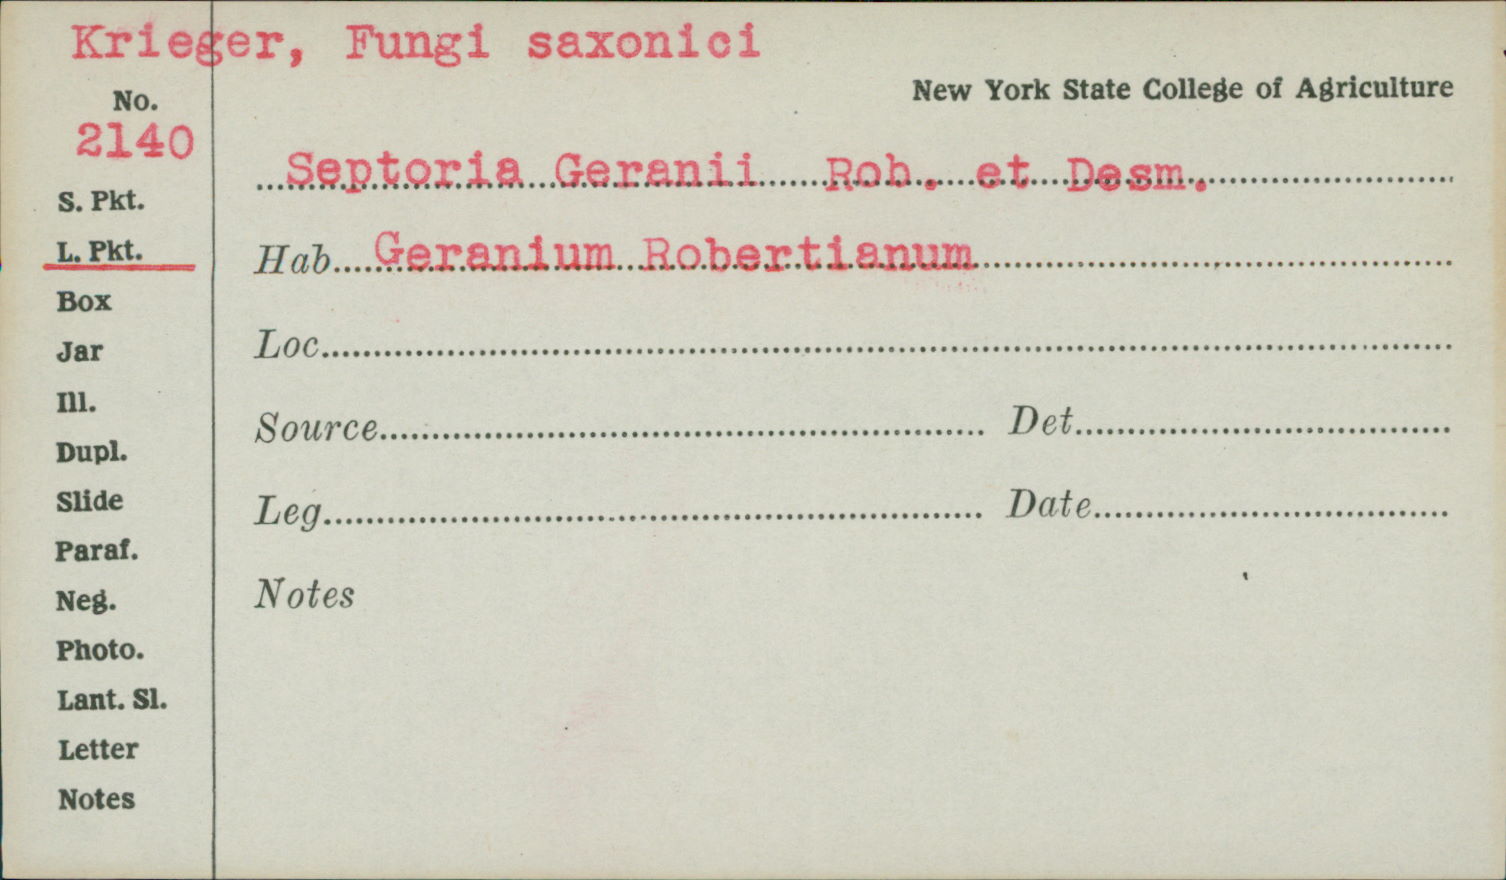 Krieger, Fungi saxonici
New York State College of Agriculture
No.
2140
Septoria Geranii Rob. et Desm.
S. Pkt.
L. Pkt.
Hab. Geranium Robertianum
Box
Jar
Loc.
Ill.
Source Det.
Dupl.
Slide
Leg. Date
Paraf.
Neg.
Notes
Photo.
Lant. Sl.
Letter
Notes